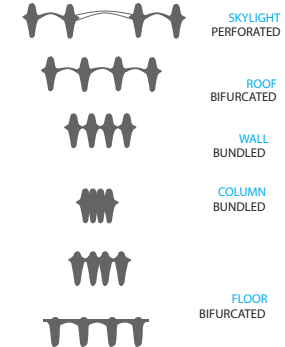 SKYLIGHT
PERFORATED
ROOF
BIFURCATED
WALL
BUNDLED
COLUMN
BUNDLED
FLOOR
BIFURCATED